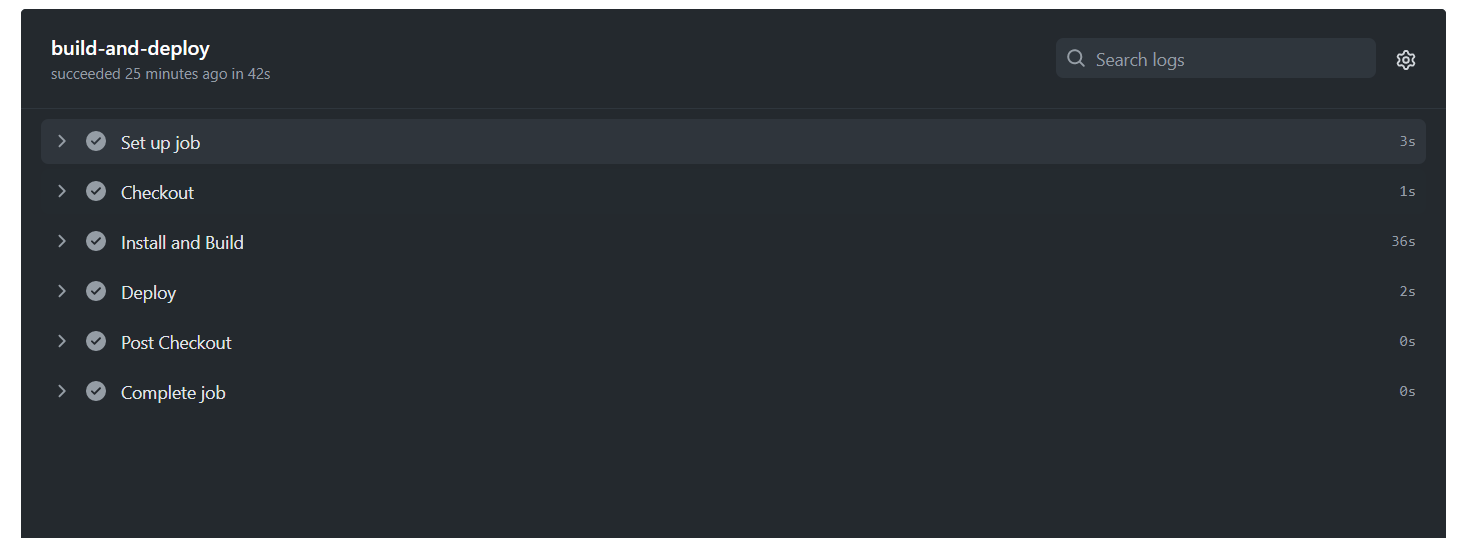 build-and-deploy
succeeded 25 minutes ago in 42s
Search logs
Set up job 3s
Checkout 1s
Install and Build 36s
Deploy 2s
Post Checkout 0s
Complete job 0s